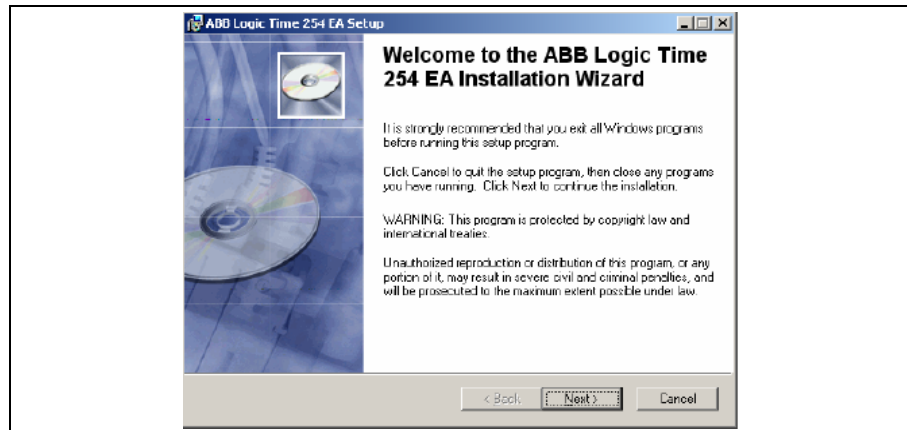 ABB Logic Time 254 EA Setup
Welcome to the ABB Logic Time
254 EA Installation Wizard
It is strongly recommended that you exit all Windows programs
before running this setup program.
Click Cancel to quit the setup program, then close any programs
you have running. Click Next to continue the installation.
WARNING: This program is protected by copyright law and
international treaties.
Unauthorized reproduction or distribution of this program, or any
portion of it, may result in severe civil and criminal penalties, and
will be prosecuted to the maximum extent possible under law.
< Back
Next >
Cancel